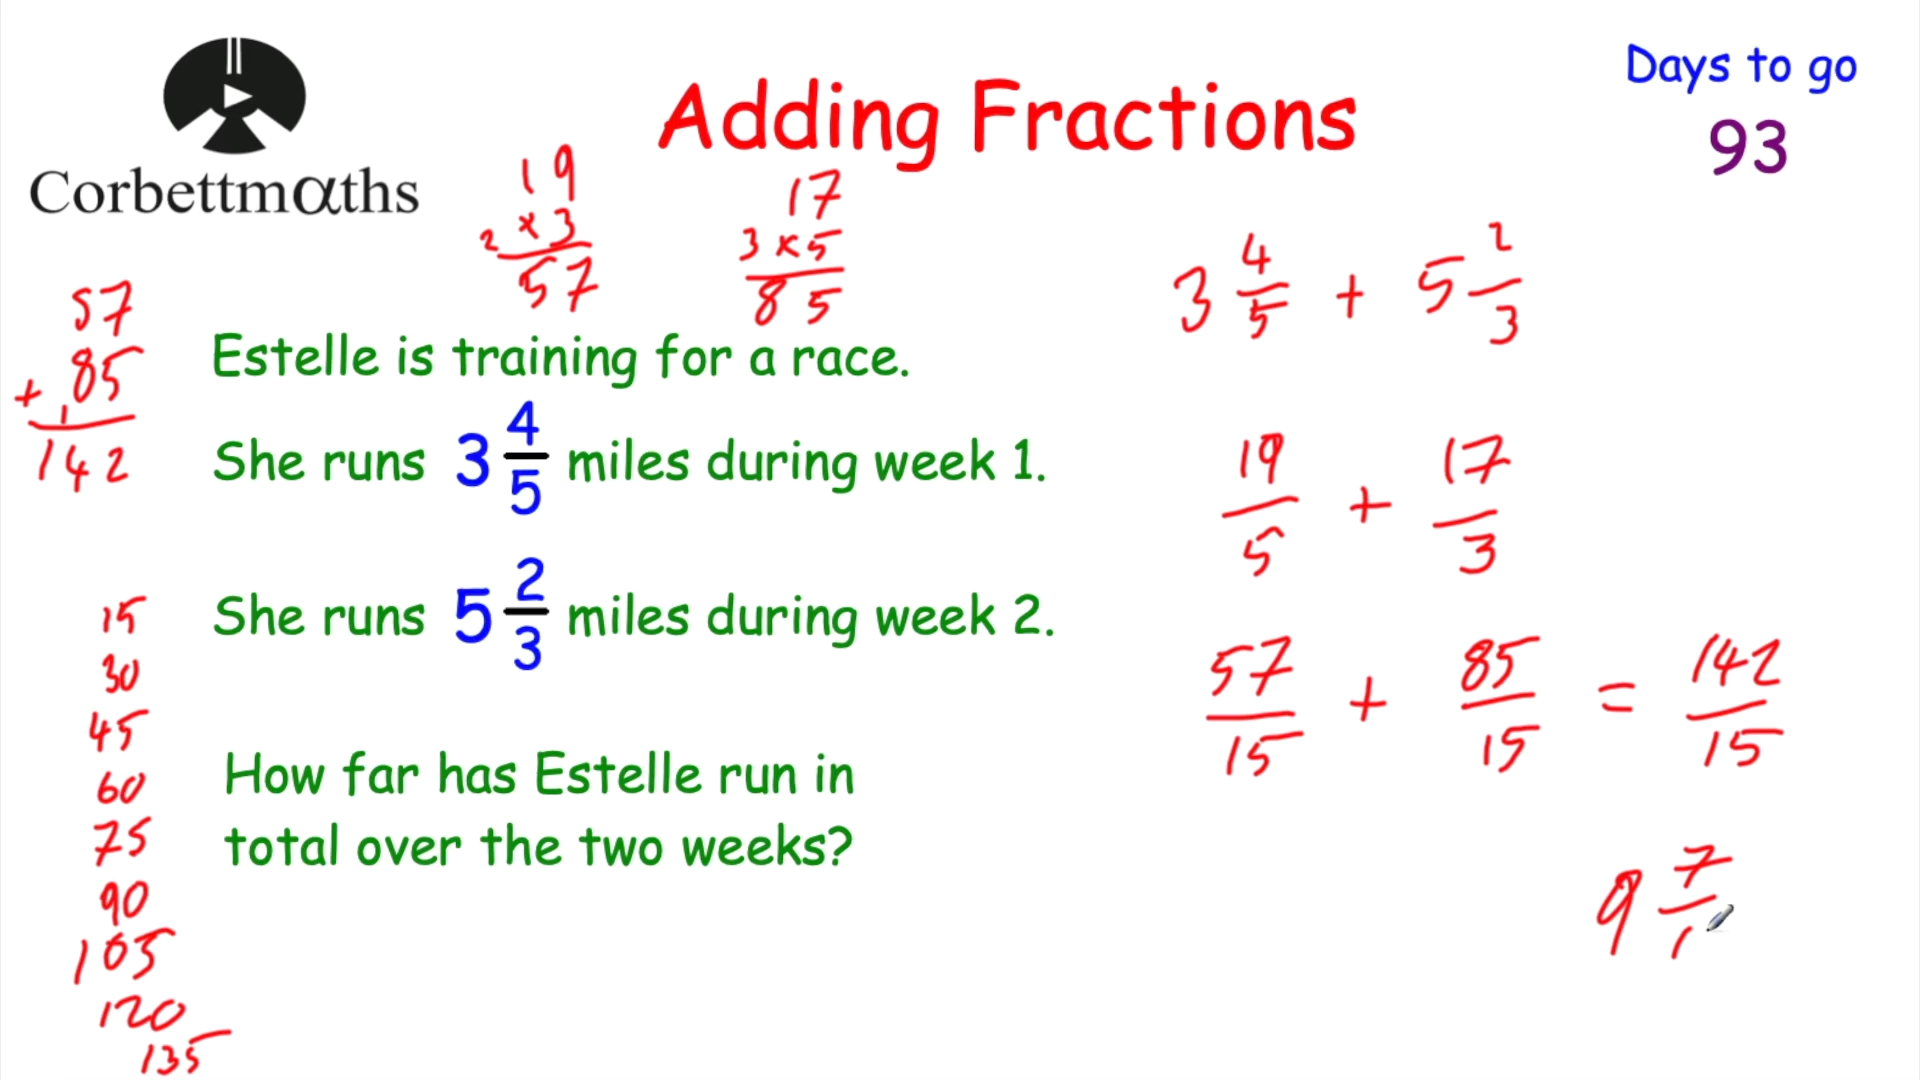 Corbettmαths
Adding Fractions
Days to go
93
19
× 3
2
57
17
3 × 5
85
57
+ 85
1
142
Estelle is training for a race.
She runs 3 4/5 miles during week 1.
She runs 5 2/3 miles during week 2.
How far has Estelle run in
total over the two weeks?
15
30
45
60
75
90
105
120
135
3 4/5 + 5 2/3
19/5 + 17/3
57/15 + 85/15 = 142/15
9 7/1